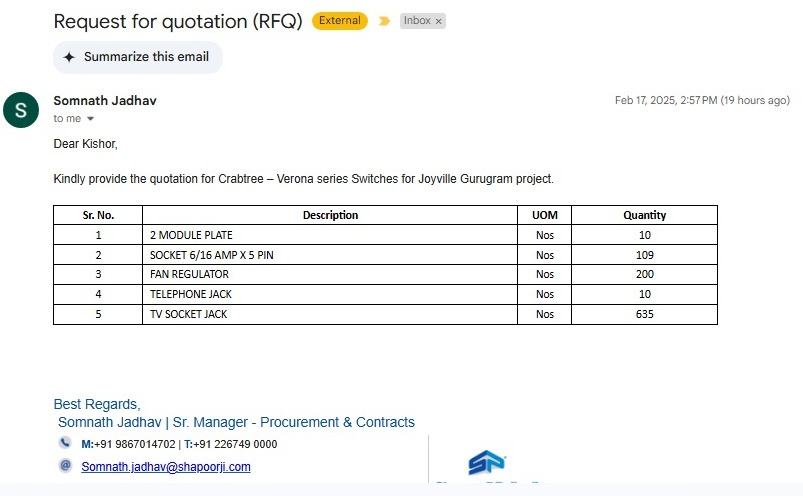 Request for quotation (RFQ) External Inbox ×
Summarize this email
S
Somnath Jadhav Feb 17, 2025, 2:57 PM (19 hours ago)
to me
Dear Kishor,
Kindly provide the quotation for Crabtree – Verona series Switches for Joyville Gurugram project.
Sr. No. Description UOM Quantity
1 2 MODULE PLATE Nos 10
2 SOCKET 6/16 AMP X 5 PIN Nos 109
3 FAN REGULATOR Nos 200
4 TELEPHONE JACK Nos 10
5 TV SOCKET JACK Nos 635
Best Regards,
Somnath Jadhav | Sr. Manager - Procurement & Contracts
M:+91 9867014702 | T:+91 226749 0000
@ Somnath.jadhav@shapoorji.com
SP